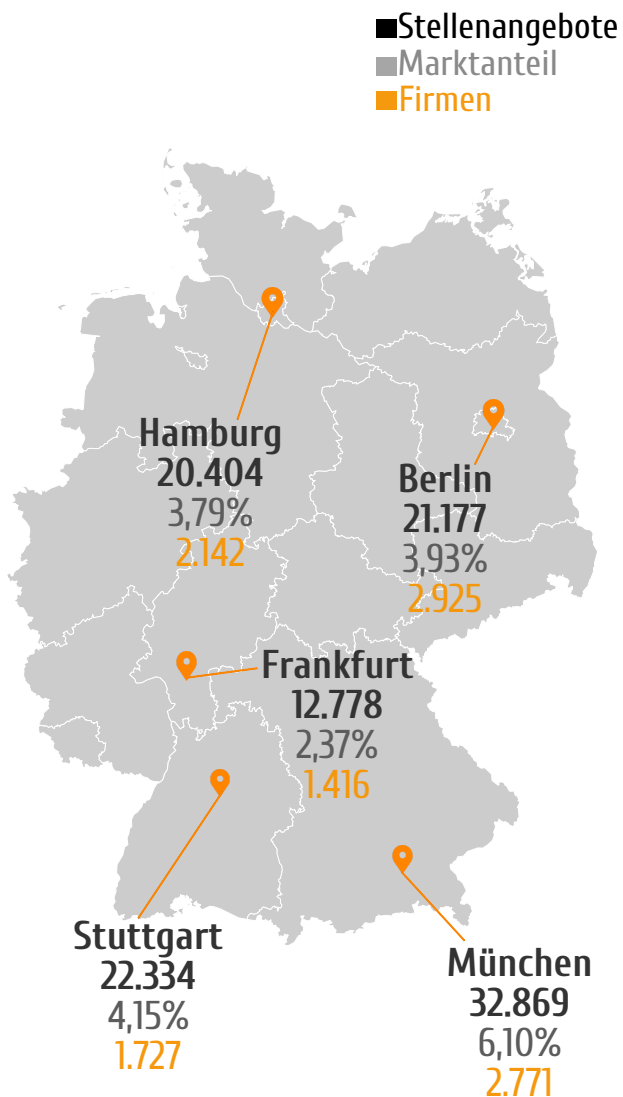 Stellenangebote
Marktanteil
Firmen
Hamburg
20.404
3,79%
2.142
Berlin
21.177
3,93%
2.925
Frankfurt
12.778
2,37%
1.416
Stuttgart
22.334
4,15%
1.727
München
32.869
6,10%
2.771